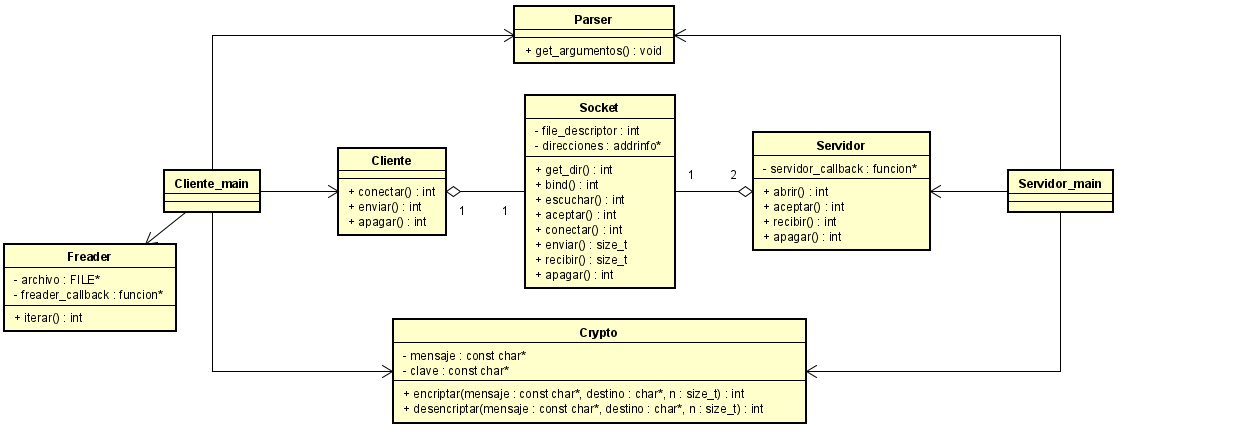 Parser
+ get_argumentos() : void
Socket
- file_descriptor : int
- direcciones : addrinfo*
+ get_dir() : int
+ bind() : int
+ escuchar() : int
+ aceptar() : int
+ conectar() : int
+ enviar() : size_t
+ recibir() : size_t
+ apagar() : int
Cliente
+ conectar() : int
+ enviar() : int
+ apagar() : int
1
1
1
2
Servidor
- servidor_callback : funcion*
+ abrir() : int
+ aceptar() : int
+ recibir() : int
+ apagar() : int
Cliente_main
Servidor_main
Freader
- archivo : FILE*
- freader_callback : funcion*
+ iterar() : int
Crypto
- mensaje : const char*
- clave : const char*
+ encriptar(mensaje : const char*, destino : char*, n : size_t) : int
+ desencriptar(mensaje : const char*, destino : char*, n : size_t) : int